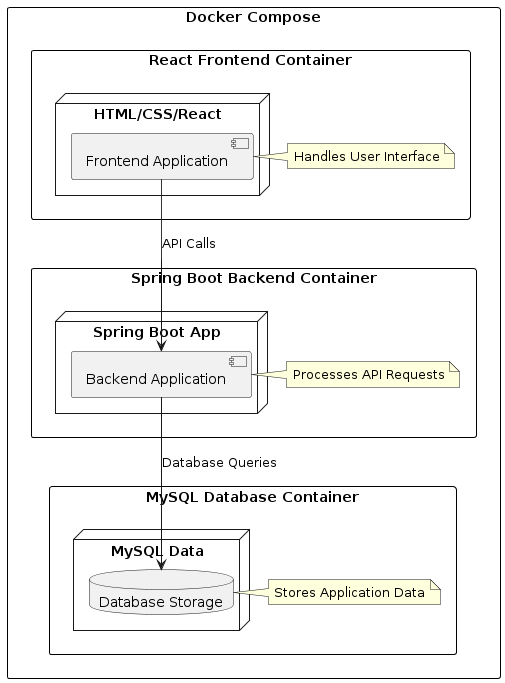 Docker Compose
React Frontend Container
HTML/CSS/React
Frontend Application
Handles User Interface
API Calls
Spring Boot Backend Container
Spring Boot App
Backend Application
Processes API Requests
Database Queries
MySQL Database Container
MySQL Data
Database Storage
Stores Application Data